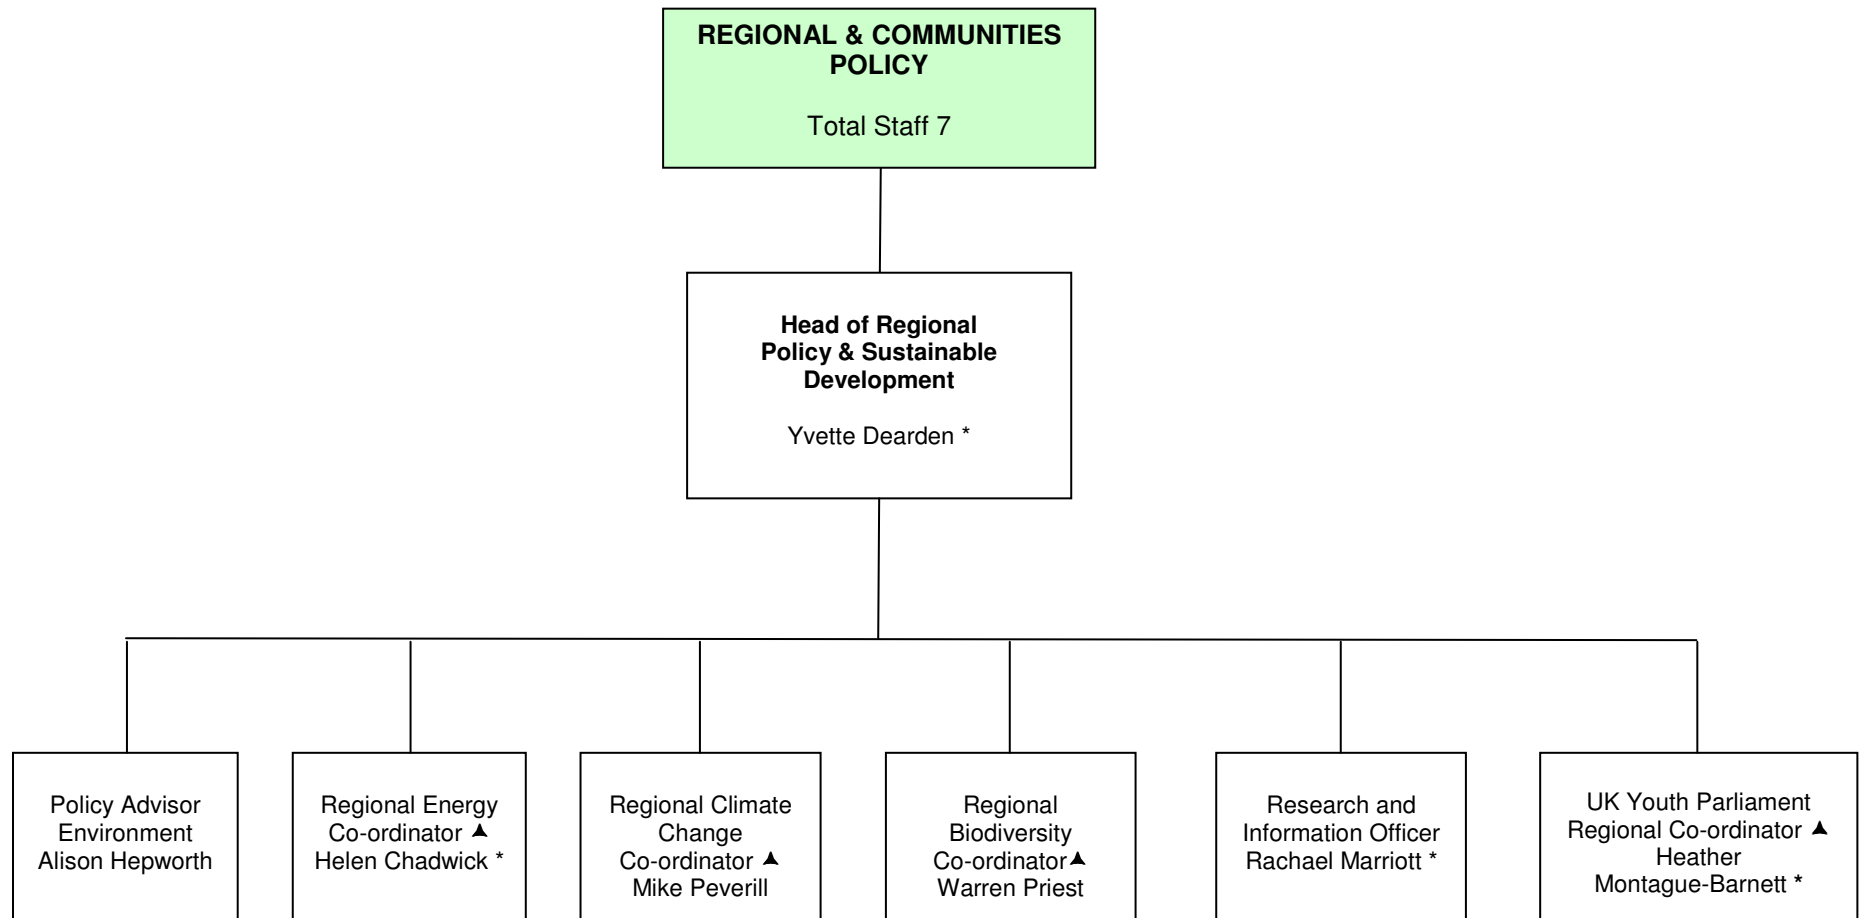 REGIONAL & COMMUNITIES
POLICY
Total Staff 7
Head of Regional
Policy & Sustainable
Development
Yvette Dearden *
Policy Advisor
Environment
Alison Hepworth
Regional Energy
Co-ordinator ▲
Helen Chadwick *
Regional Climate
Change
Co-ordinator ▲
Mike Peverill
Regional
Biodiversity
Co-ordinator▲
Warren Priest
Research and
Information Officer
Rachael Marriott *
UK Youth Parliament
Regional Co-ordinator ▲
Heather
Montague-Barnett *